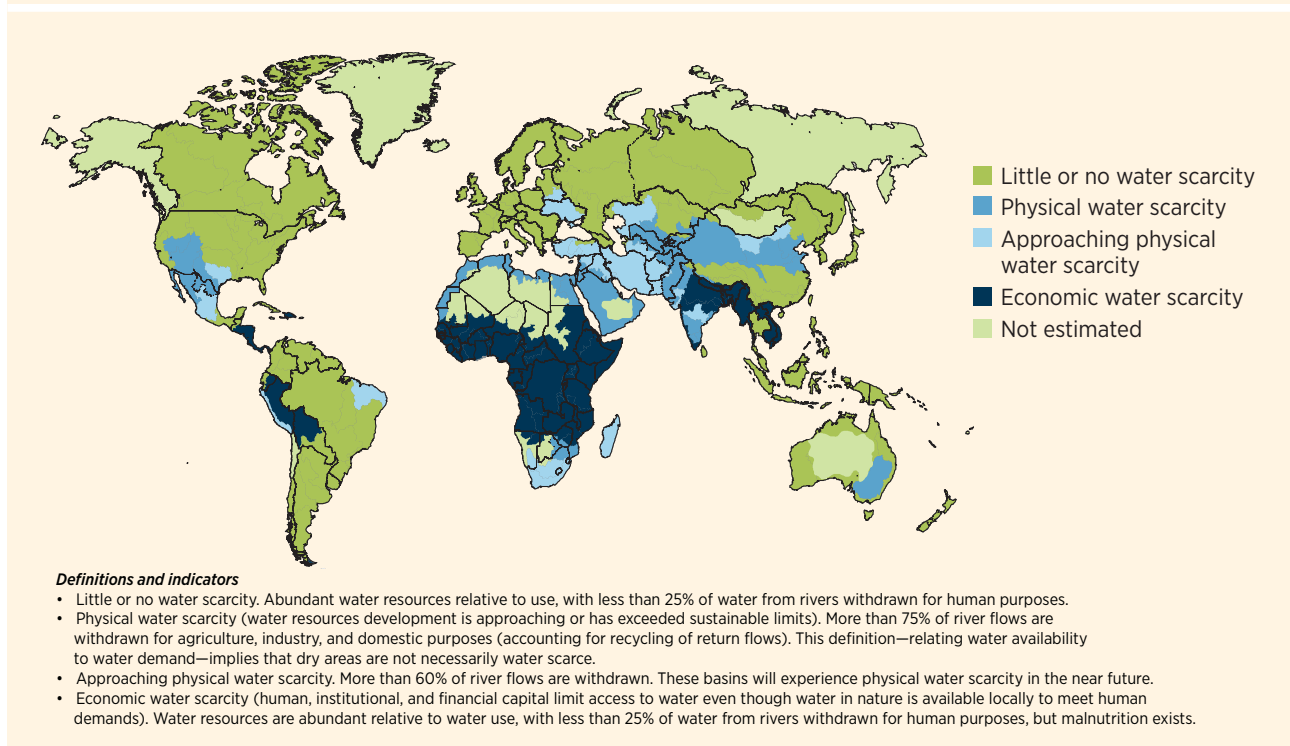 Little or no water scarcity
Physical water scarcity
Approaching physical
water scarcity
Economic water scarcity
Not estimated
Definitions and indicators
• Little or no water scarcity. Abundant water resources relative to use, with less than 25% of water from rivers withdrawn for human purposes.
• Physical water scarcity (water resources development is approaching or has exceeded sustainable limits). More than 75% of river flows are
withdrawn for agriculture, industry, and domestic purposes (accounting for recycling of return flows). This definition—relating water availability
to water demand—implies that dry areas are not necessarily water scarce.
• Approaching physical water scarcity. More than 60% of river flows are withdrawn. These basins will experience physical water scarcity in the near future.
• Economic water scarcity (human, institutional, and financial capital limit access to water even though water in nature is available locally to meet human
demands). Water resources are abundant relative to water use, with less than 25% of water from rivers withdrawn for human purposes, but malnutrition exists.